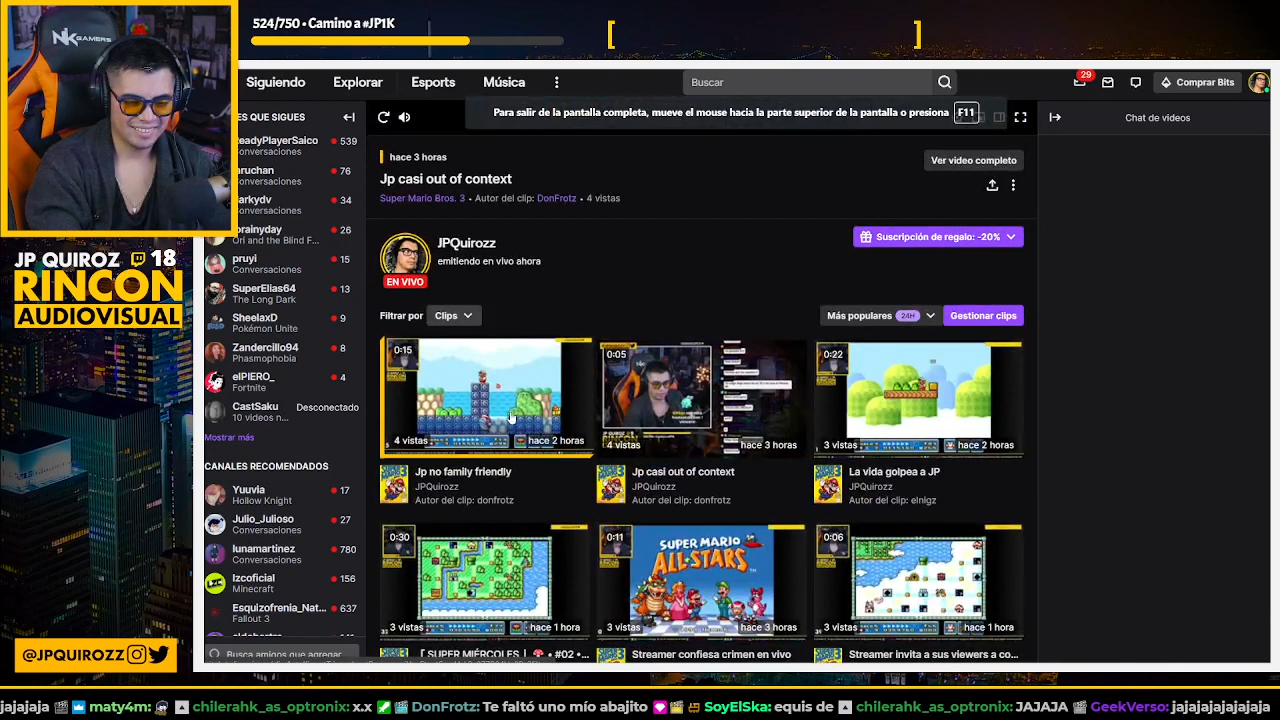 NK GAMERS
524/750 • Camino a #JP1K
Siguiendo
Explorar
Esports
Música
Buscar
29
Comprar Bits
ES QUE SIGUES
Para salir de la pantalla completa, mueve el mouse hacia la parte superior de la pantalla o presiona F11
Chat de videos
eadyPlayerSaico 539
Conversaciones
aruchan 76
Conversaciones
arkydv 34
Conversaciones
brainyday 26
Ori and the Blind F...
pruyi 15
Conversaciones
SuperElias64 13
The Long Dark
SheelaxD 9
Pokémon Unite
Zandercillo94 8
Phasmophobia
elPIERO_ 4
Fortnite
CastSaku Desconectado
10 videos n...
Mostrar más
CANALES RECOMENDADOS
Yuuvia 17
Hollow Knight
Julio_Julioso 27
Conversaciones
lunamartinez 780
Conversaciones
Izcoficial 156
Minecraft
Esquizofrenia_Nat... 637
Fallout 3
Busca amigos que agregar
hace 3 horas
Ver video completo
Jp casi out of context
Super Mario Bros. 3 • Autor del clip: DonFrotz • 4 vistas
JPQuirozz
emitiendo en vivo ahora
EN VIVO
Suscripción de regalo: -20%
Filtrar por
Clips
Más populares 24H
Gestionar clips
0:15
4 vistas
hace 2 horas
Jp no family friendly
JPQuirozz
Autor del clip: donfrotz
0:05
4 vistas
hace 3 horas
Jp casi out of context
JPQuirozz
Autor del clip: donfrotz
0:22
3 vistas
hace 2 horas
La vida golpea a JP
JPQuirozz
Autor del clip: elnigz
0:30
3 vistas
hace 1 hora
[ SUPER MIÉRCOLES ] • #02 •...
0:11
SUPER MARIO
ALL-STARS
3 vistas
hace 3 horas
Streamer confiesa crimen en vivo
0:06
3 vistas
hace 1 hora
Streamer invita a sus viewers a co...
JP QUIROZ 18
RINCON
AUDIOVISUAL
@JPQUIROZZ
jajajaja maty4m: chilerahk_as_optronix: x.x DonFrotz: Te faltó uno mío abajito SoyElSka: equis de chilerahk_as_optronix: JAJAJA GeekVerso: jajajajajajaja